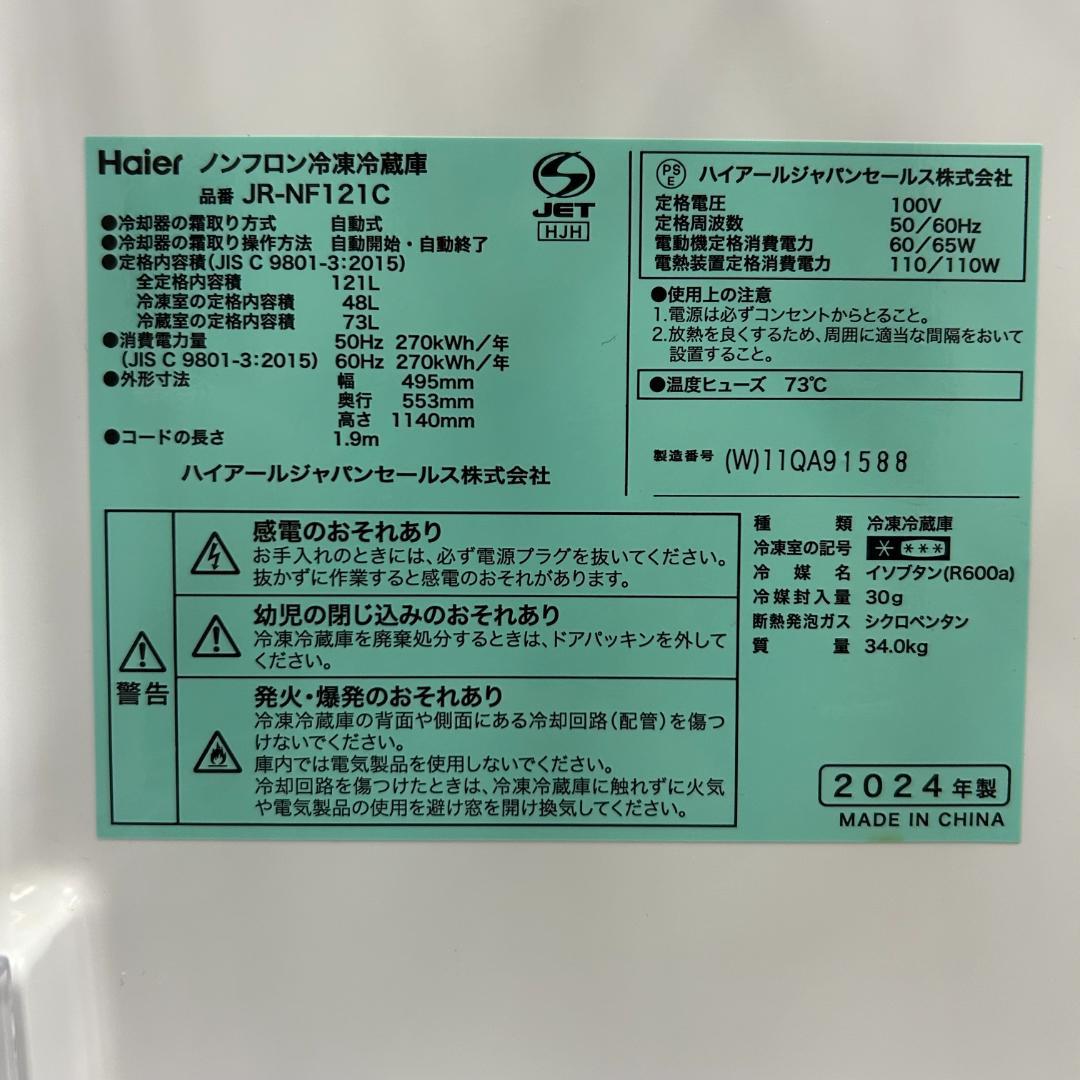 Haier ノンフロン冷凍冷蔵庫
品番 JR-NF121C
●冷却器の霜取り方式 自動式
●冷却器の霜取り操作方法 自動開始・自動終了
●定格内容積(JIS C 9801-3:2015)
全定格内容積 121L
冷凍室の定格内容積 48L
冷蔵室の定格内容積 73L
●消費電力量 50Hz 270kWh/年
(JIS C 9801-3:2015) 60Hz 270kWh/年
●外形寸法 幅 495mm
奥行 553mm
高さ 1140mm
●コードの長さ 1.9m
ハイアールジャパンセールス株式会社
JET
HJH
PSE ハイアールジャパンセールス株式会社
定格電圧 100V
定格周波数 50/60Hz
電動機定格消費電力 60/65W
電熱装置定格消費電力 110/110W
●使用上の注意
1.電源は必ずコンセントからとること。
2.放熱を良くするため、周囲に適当な間隔をおいて
設置すること。
●温度ヒューズ 73℃
製造番号 (W)11QA91588
警告
感電のおそれあり
お手入れのときには、必ず電源プラグを抜いてください。
抜かずに作業すると感電のおそれがあります。
幼児の閉じ込みのおそれあり
冷凍冷蔵庫を廃棄処分するときは、ドアパッキンを外して
ください。
発火・爆発のおそれあり
冷凍冷蔵庫の背面や側面にある冷却回路(配管)を傷つ
けないでください。
庫内では電気製品を使用しないでください。
冷却回路を傷つけたときは、冷凍冷蔵庫に触れずに火気
や電気製品の使用を避け窓を開け換気してください。
種類 冷凍冷蔵庫
冷凍室の記号 * ***
冷媒名 イソブタン(R600a)
冷媒封入量 30g
断熱発泡ガス シクロペンタン
質量 34.0kg
2024年製
MADE IN CHINA